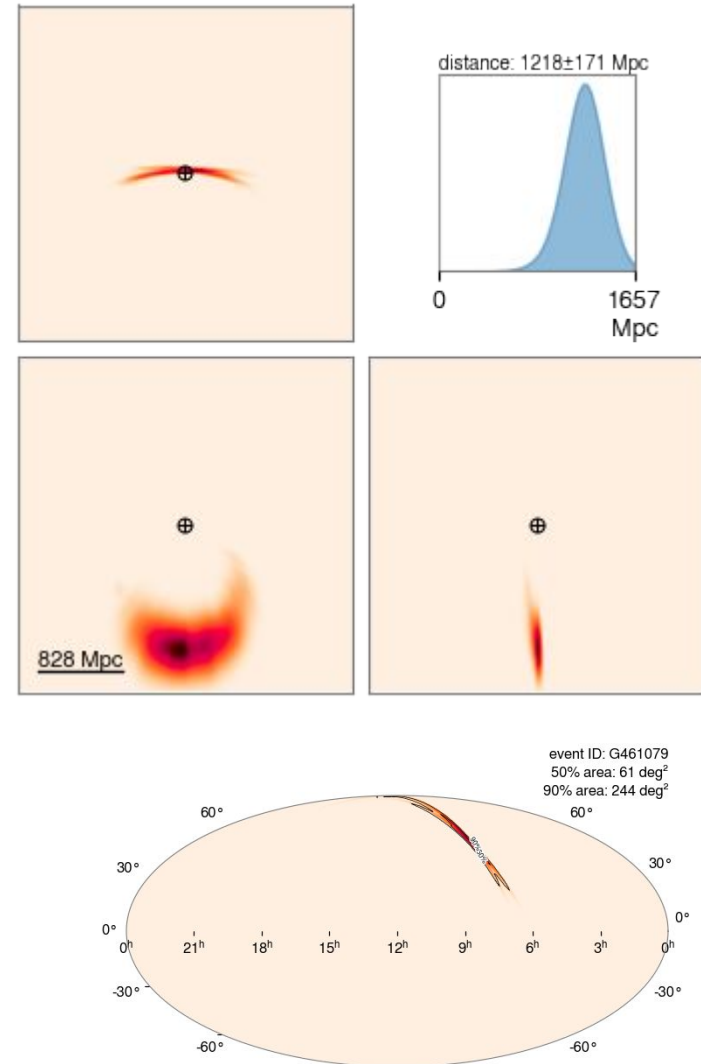 distance: 1218±171 Mpc
0
1657
Mpc
828 Mpc
event ID: G461079
50% area: 61 deg²
90% area: 244 deg²
60°
60°
30°
30°
0°
0°
0ʰ
21ʰ
18ʰ
15ʰ
12ʰ
9ʰ
6ʰ
3ʰ
0ʰ
-30°
-30°
-60°
-60°